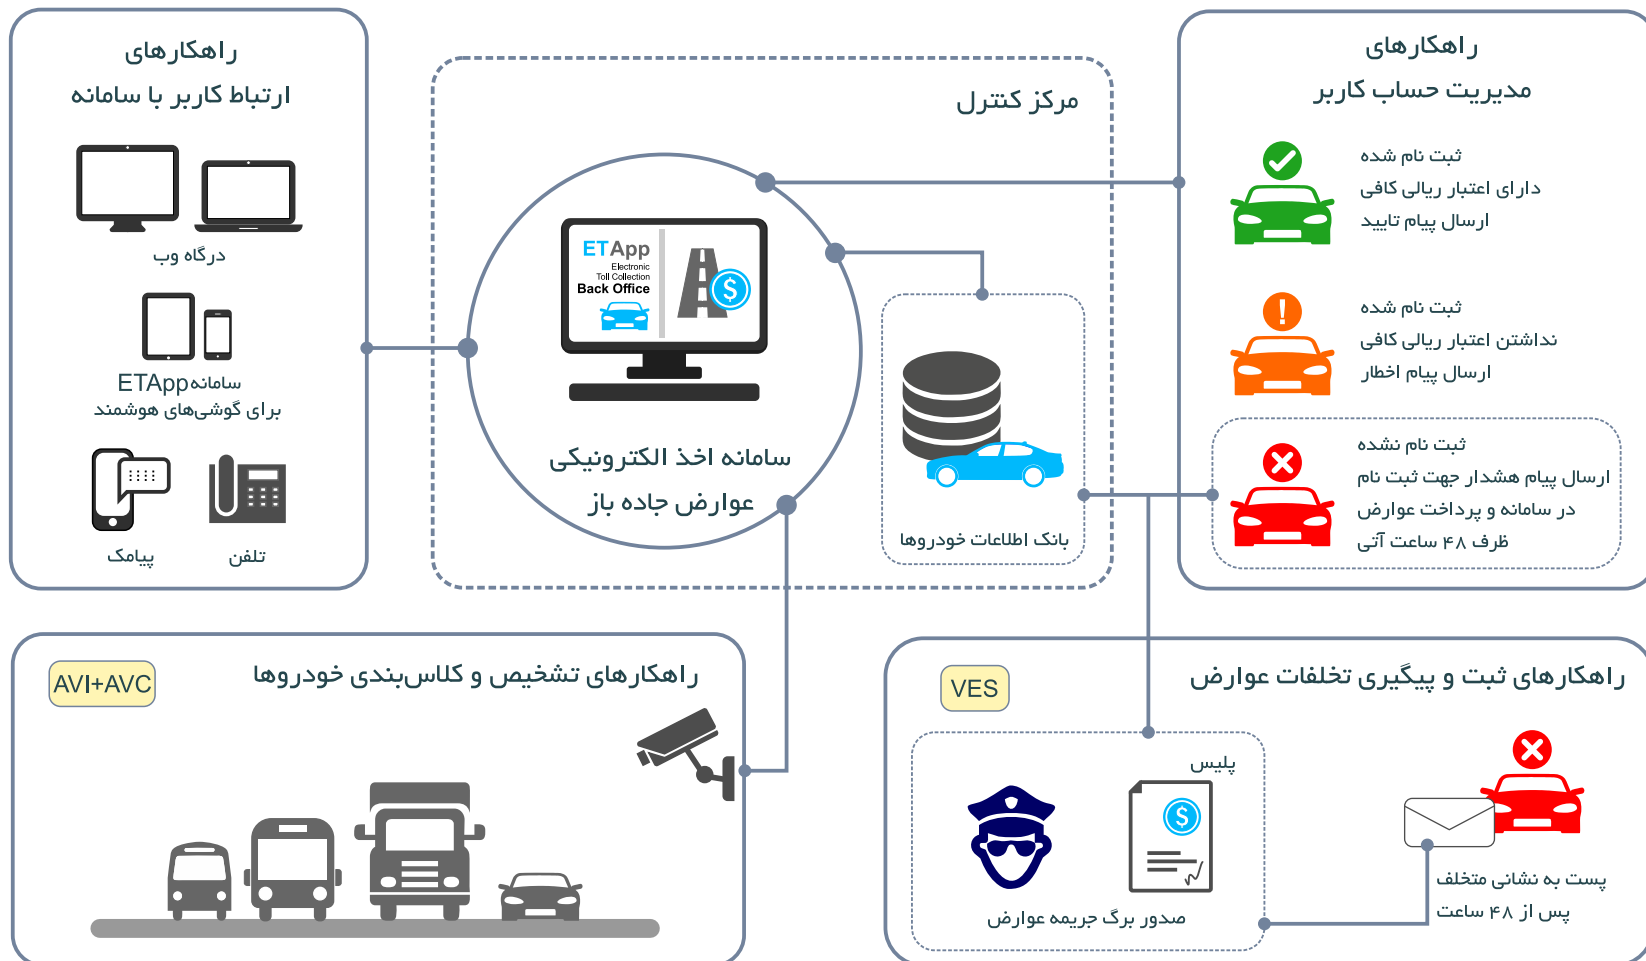 راهکارهای
مدیریت حساب کاربر
ثبت نام شده
دارای اعتبار ریالی کافی
ارسال پیام تایید
ثبت نام شده
نداشتن اعتبار ریالی کافی
ارسال پیام اخطار
ثبت نام نشده
ارسال پیام هشدار جهت ثبت نام
در سامانه و پرداخت عوارض
ظرف ۴۸ ساعت آتی
مرکز کنترل
ETApp
Electronic
Toll Collection
Back Office
سامانه اخذ الکترونیکی
عوارض جاده باز
بانک اطلاعات خودروها
راهکارهای
ارتباط کاربر با سامانه
درگاه وب
سامانه ETApp
برای گوشی‌های هوشمند
تلفن
پیامک
راهکارهای ثبت و پیگیری تخلفات عوارض
VES
پلیس
صدور برگ جریمه عوارض
پست به نشانی متخلف
پس از ۴۸ ساعت
راهکارهای تشخیص و کلاس‌بندی خودروها
AVI+AVC